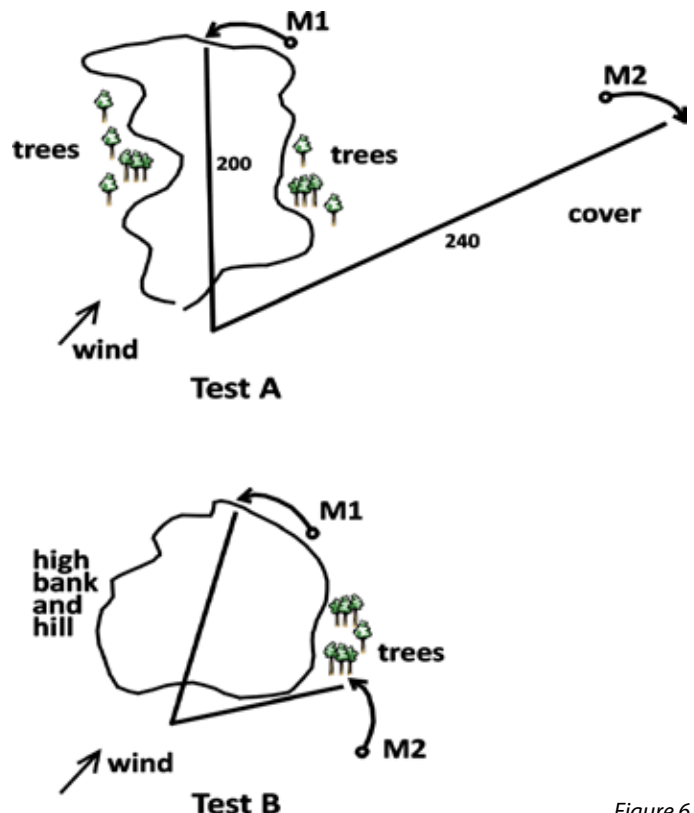 M1
M2
trees
trees
200
cover
240
wind
Test A
M1
high
bank
and
hill
trees
M2
wind
Test B
Figure 6